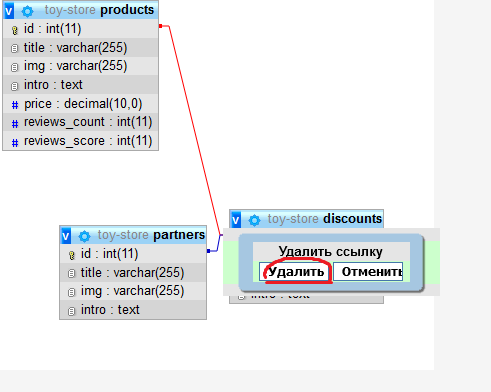 v toy-store products
id : int(11)
title : varchar(255)
img : varchar(255)
intro : text
# price : decimal(10,0)
# reviews_count : int(11)
# reviews_score : int(11)
v toy-store partners
id : int(11)
title : varchar(255)
img : varchar(255)
intro : text
v toy-store discounts
Удалить ссылку
Удалить Отменить
intro : text